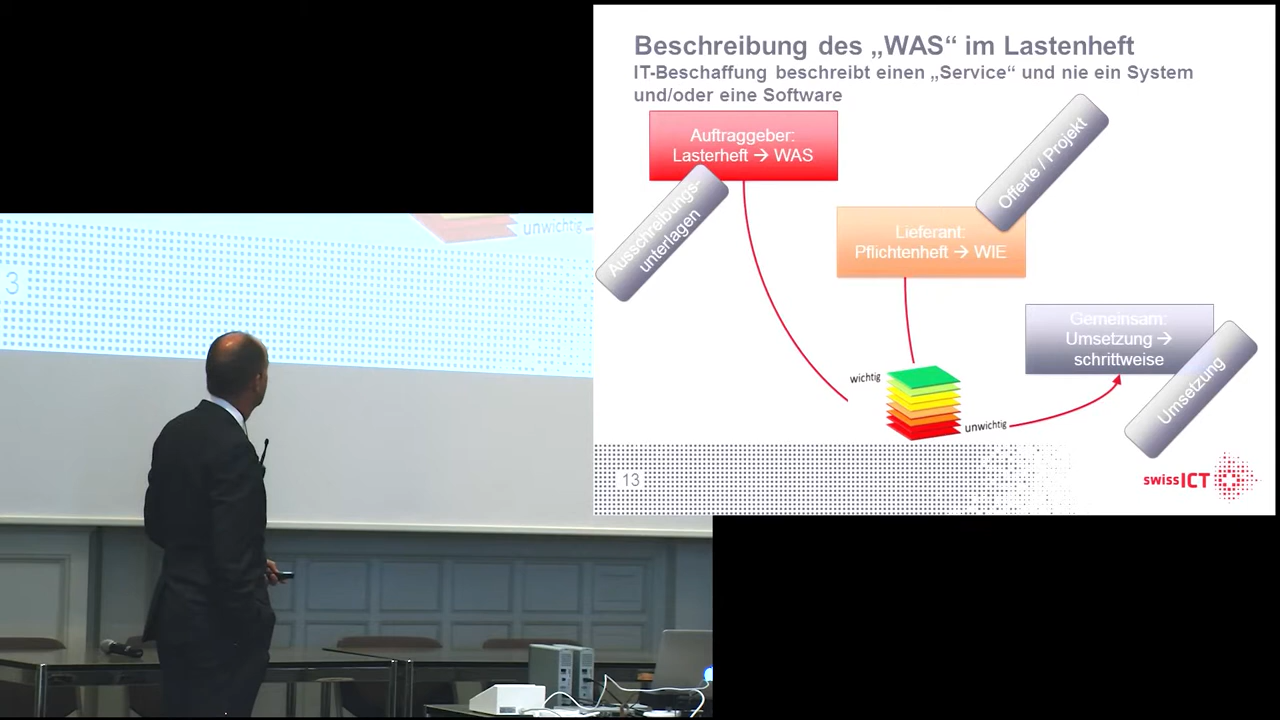 Beschreibung des „WAS“ im Lastenheft
IT-Beschaffung beschreibt einen „Service“ und nie ein System
und/oder eine Software
Auftraggeber:
Lasterheft → WAS
Ausschreibungs-
unterlagen
Offerte / Projekt
Lieferant:
Pflichtenheft → WIE
Gemeinsam:
Umsetzung →
schrittweise
Umsetzung
wichtig
unwichtig
13
swissICT
unwichtig
3